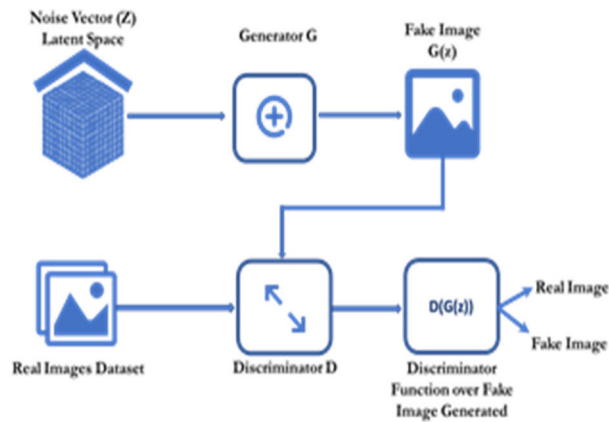 Noise Vector (Z)
Latent Space
Generator G
Fake Image
G(z)
Real Images Dataset
Discriminator D
D(G(z))
Discriminator
Function over Fake
Image Generated
Real Image
Fake Image